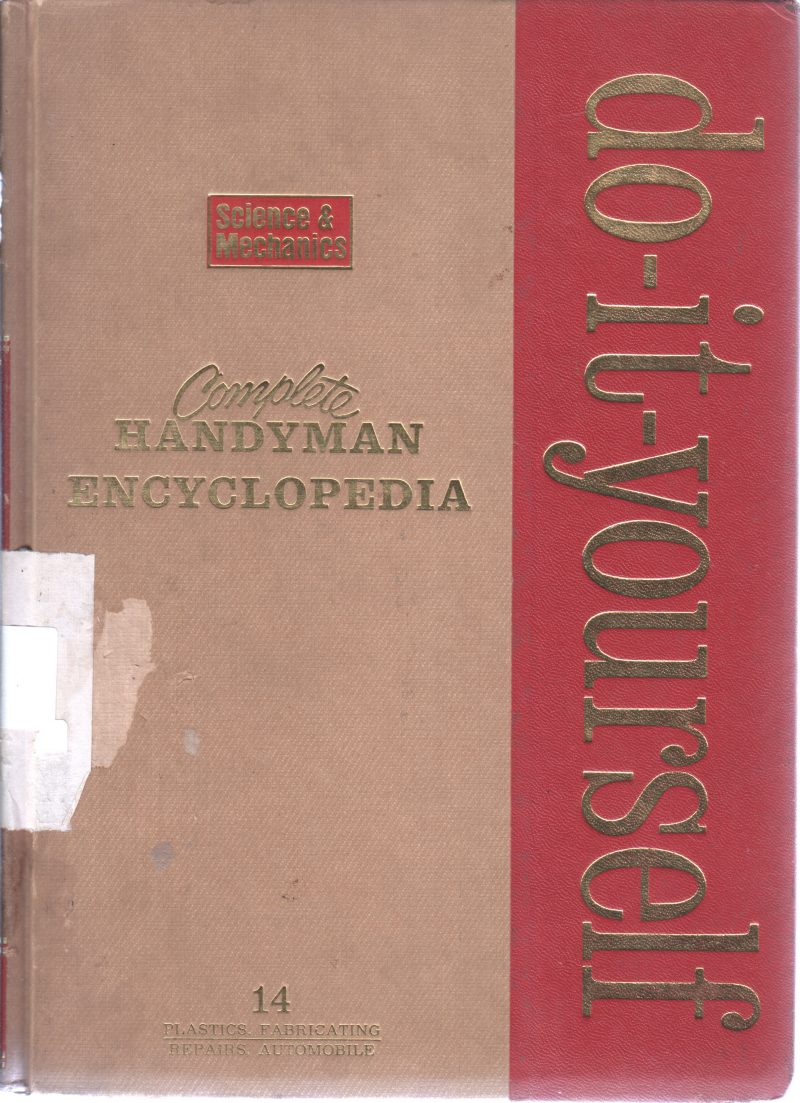 Science &
Mechanics
Complete
HANDYMAN
ENCYCLOPEDIA
do-it-yourself
14
PLASTICS, FABRICATING
REPAIRS, AUTOMOBILE